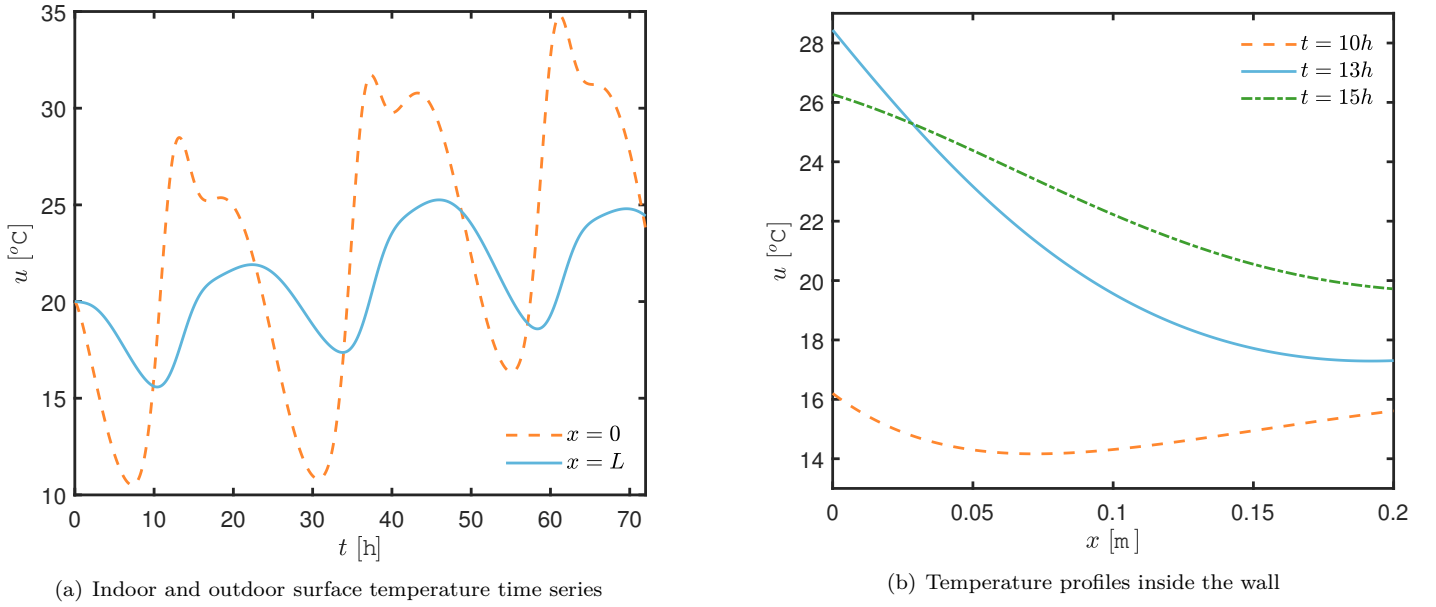 35
30
25
20
15
10
0 10 20 30 40 50 60 70
u [°C]
t [h]
x = 0
x = L
(a) Indoor and outdoor surface temperature time series
28
26
24
22
20
18
16
14
0 0.05 0.1 0.15 0.2
u [°C]
x [m]
t = 10h
t = 13h
t = 15h
(b) Temperature profiles inside the wall